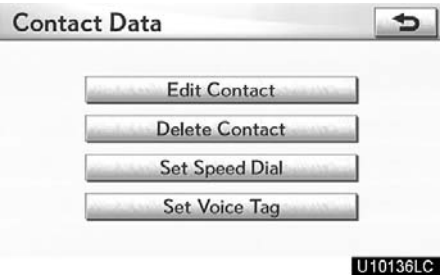 Contact Data
Edit Contact
Delete Contact
Set Speed Dial
Set Voice Tag
U10136LC